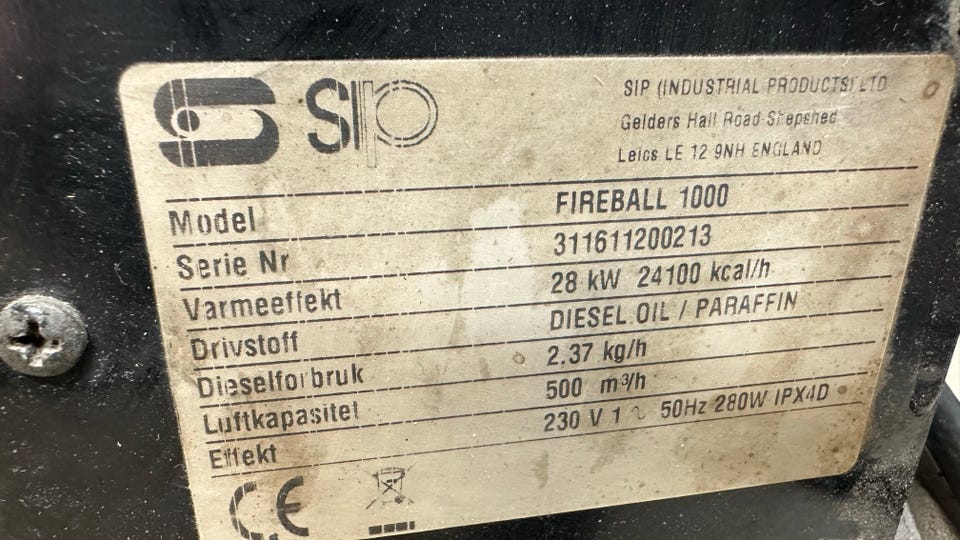 SIP
SIP (INDUSTRIAL PRODUCTS) LTD
Gelders Hall Road Shepshed
Leics LE 12 9NH ENGLAND
Model FIREBALL 1000
Serie Nr 311611200213
Varmeeffekt 28 kW 24100 kcal/h
Drivstoff DIESEL OIL / PARAFFIN
Dieselforbruk 2.37 kg/h
Luftkapasitet 500 m³/h
Effekt 230 V 1 ~ 50Hz 280W IPX4D
CE